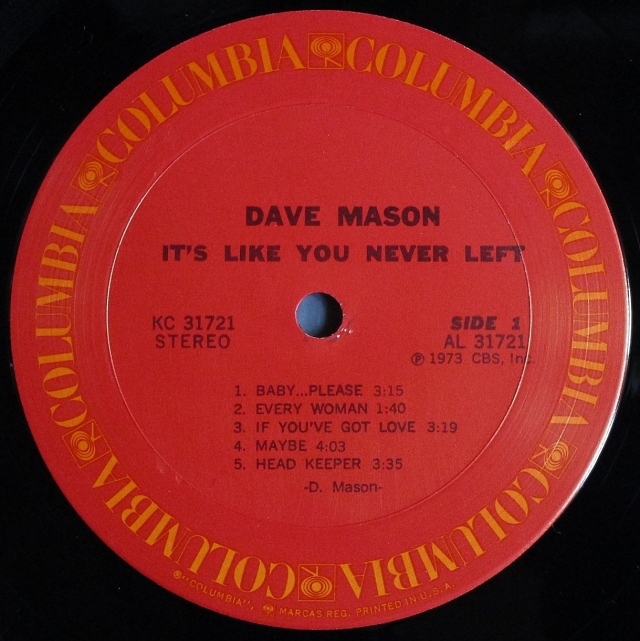 COLUMBIA COLUMBIA COLUMBIA COLUMBIA COLUMBIA COLUMBIA COLUMBIA
DAVE MASON
IT'S LIKE YOU NEVER LEFT
KC 31721
STEREO
SIDE 1
AL 31721
Ⓟ 1973 CBS, Inc.
1. BABY...PLEASE 3:15
2. EVERY WOMAN 1:40
3. IF YOU'VE GOT LOVE 3:19
4. MAYBE 4:03
5. HEAD KEEPER 3:35
-D. Mason-
®"COLUMBIA", MARCAS REG. PRINTED IN U.S.A.